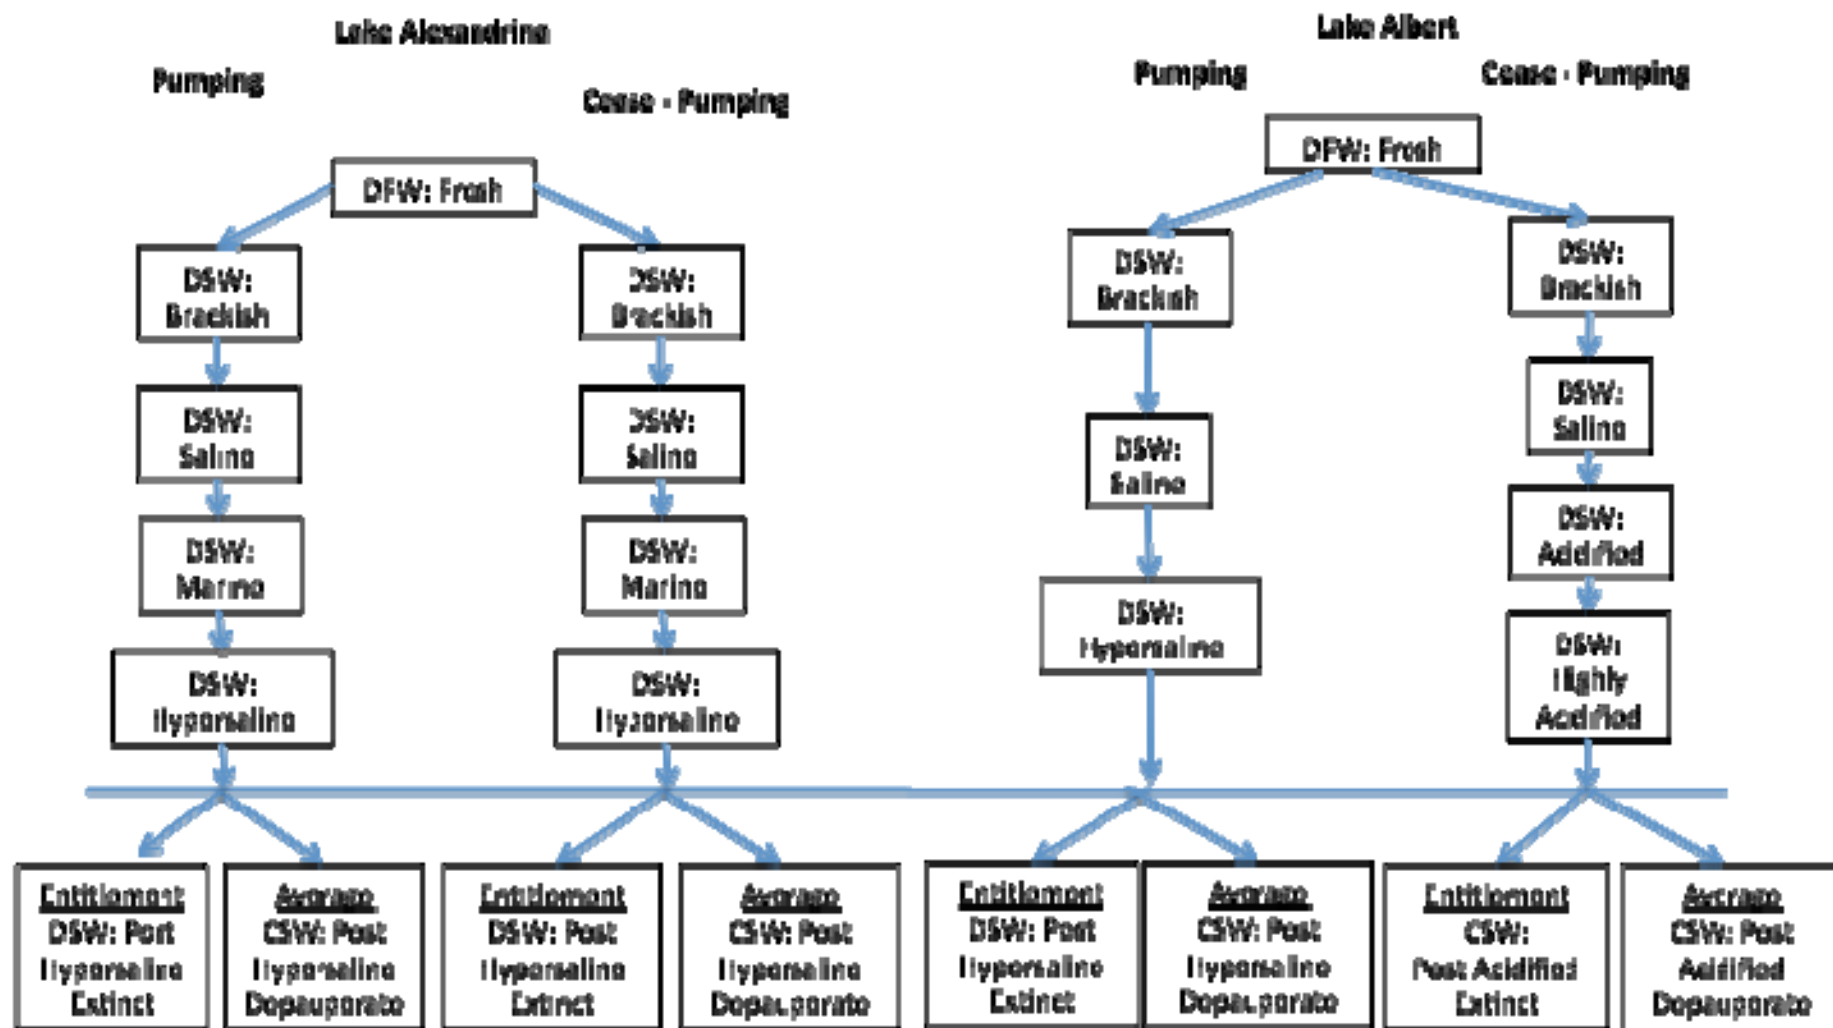 Lake Alexandrina
Pumping
Cease - Pumping
DFW: Fresh
DSW:
Brackish
DSW:
Saline
DSW:
Marine
DSW:
Hypersaline
DSW:
Brackish
DSW:
Saline
DSW:
Marine
DSW:
Hypersaline
Entitlement
DSW: Post
Hypersaline
Extinct
Average
CSW: Post
Hypersaline
Depauperate
Entitlement
DSW: Post
Hypersaline
Extinct
Average
CSW: Post
Hypersaline
Depauperate
Lake Albert
Pumping
Cease - Pumping
DFW: Fresh
DSW:
Brackish
DSW:
Saline
DSW:
Hypersaline
DSW:
Brackish
DSW:
Saline
DSW:
Acidified
DSW:
Highly
Acidified
Entitlement
DSW: Post
Hypersaline
Extinct
Average
CSW: Post
Hypersaline
Depauperate
Entitlement
CSW:
Post Acidified
Extinct
Average
CSW: Post
Acidified
Depauperate